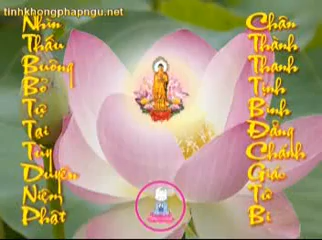 tinhkhongphapngu.net
Nhìn
Thấu
Buông
Bỏ
Tự
Tại
Tùy
Duyên
Niệm
Phật
Chân
Thành
Thanh
Tịnh
Bình
Đẳng
Chánh
Giác
Từ
Bi